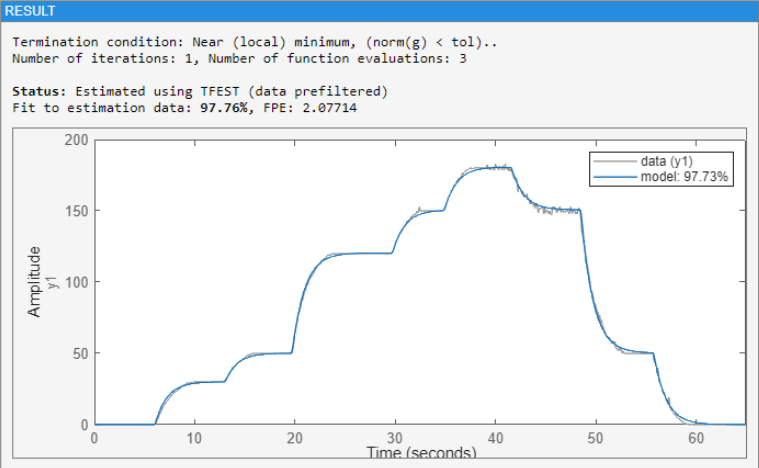 RESULT
Termination condition: Near (local) minimum, (norm(g) < tol)..
Number of iterations: 1, Number of function evaluations: 3
Status: Estimated using TFEST (data prefiltered)
Fit to estimation data: 97.76%, FPE: 2.07714
200
150
100
50
0
Amplitude
y1
data (y1)
model: 97.73%
0 10 20 30 40 50 60
Time (seconds)